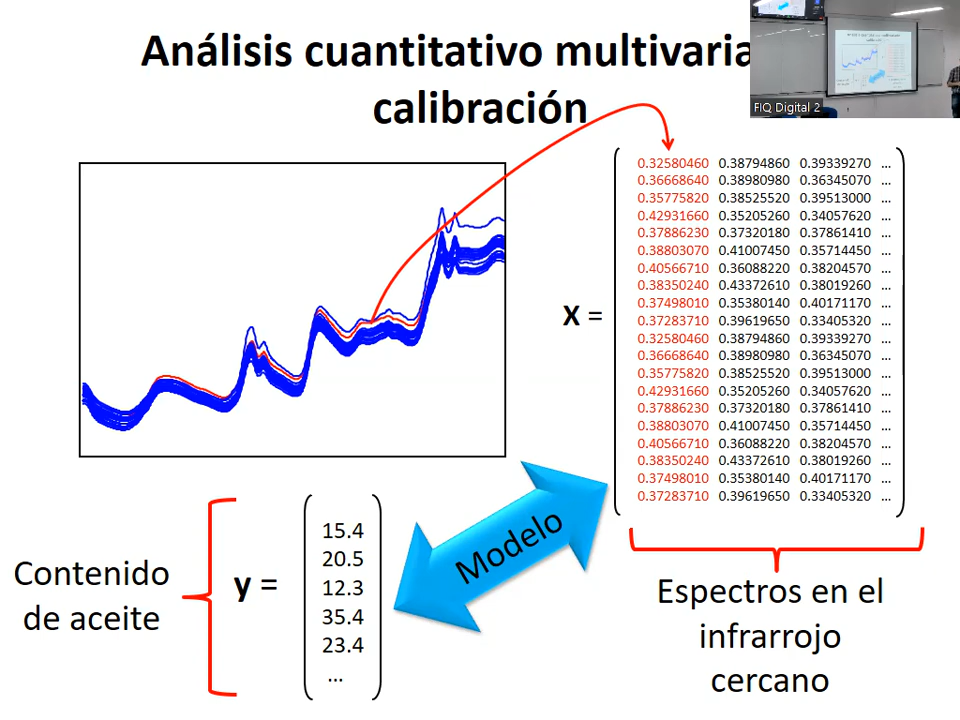 Análisis cuantitativo multivaria
calibración
FIQ Digital 2
X =
0.32580460 0.38794860 0.39339270 ...
0.36668640 0.38980980 0.36345070 ...
0.35775820 0.38525520 0.39513000 ...
0.42931660 0.35205260 0.34057620 ...
0.37886230 0.37320180 0.37861410 ...
0.38803070 0.41007450 0.35714450 ...
0.40566710 0.36088220 0.38204570 ...
0.38350240 0.43372610 0.38019260 ...
0.37498010 0.35380140 0.40171170 ...
0.37283710 0.39619650 0.33405320 ...
0.32580460 0.38794860 0.39339270 ...
0.36668640 0.38980980 0.36345070 ...
0.35775820 0.38525520 0.39513000 ...
0.42931660 0.35205260 0.34057620 ...
0.37886230 0.37320180 0.37861410 ...
0.38803070 0.41007450 0.35714450 ...
0.40566710 0.36088220 0.38204570 ...
0.38350240 0.43372610 0.38019260 ...
0.37498010 0.35380140 0.40171170 ...
0.37283710 0.39619650 0.33405320 ...
Contenido
de aceite
y =
15.4
20.5
12.3
35.4
23.4
...
Modelo
Espectros en el
infrarrojo
cercano